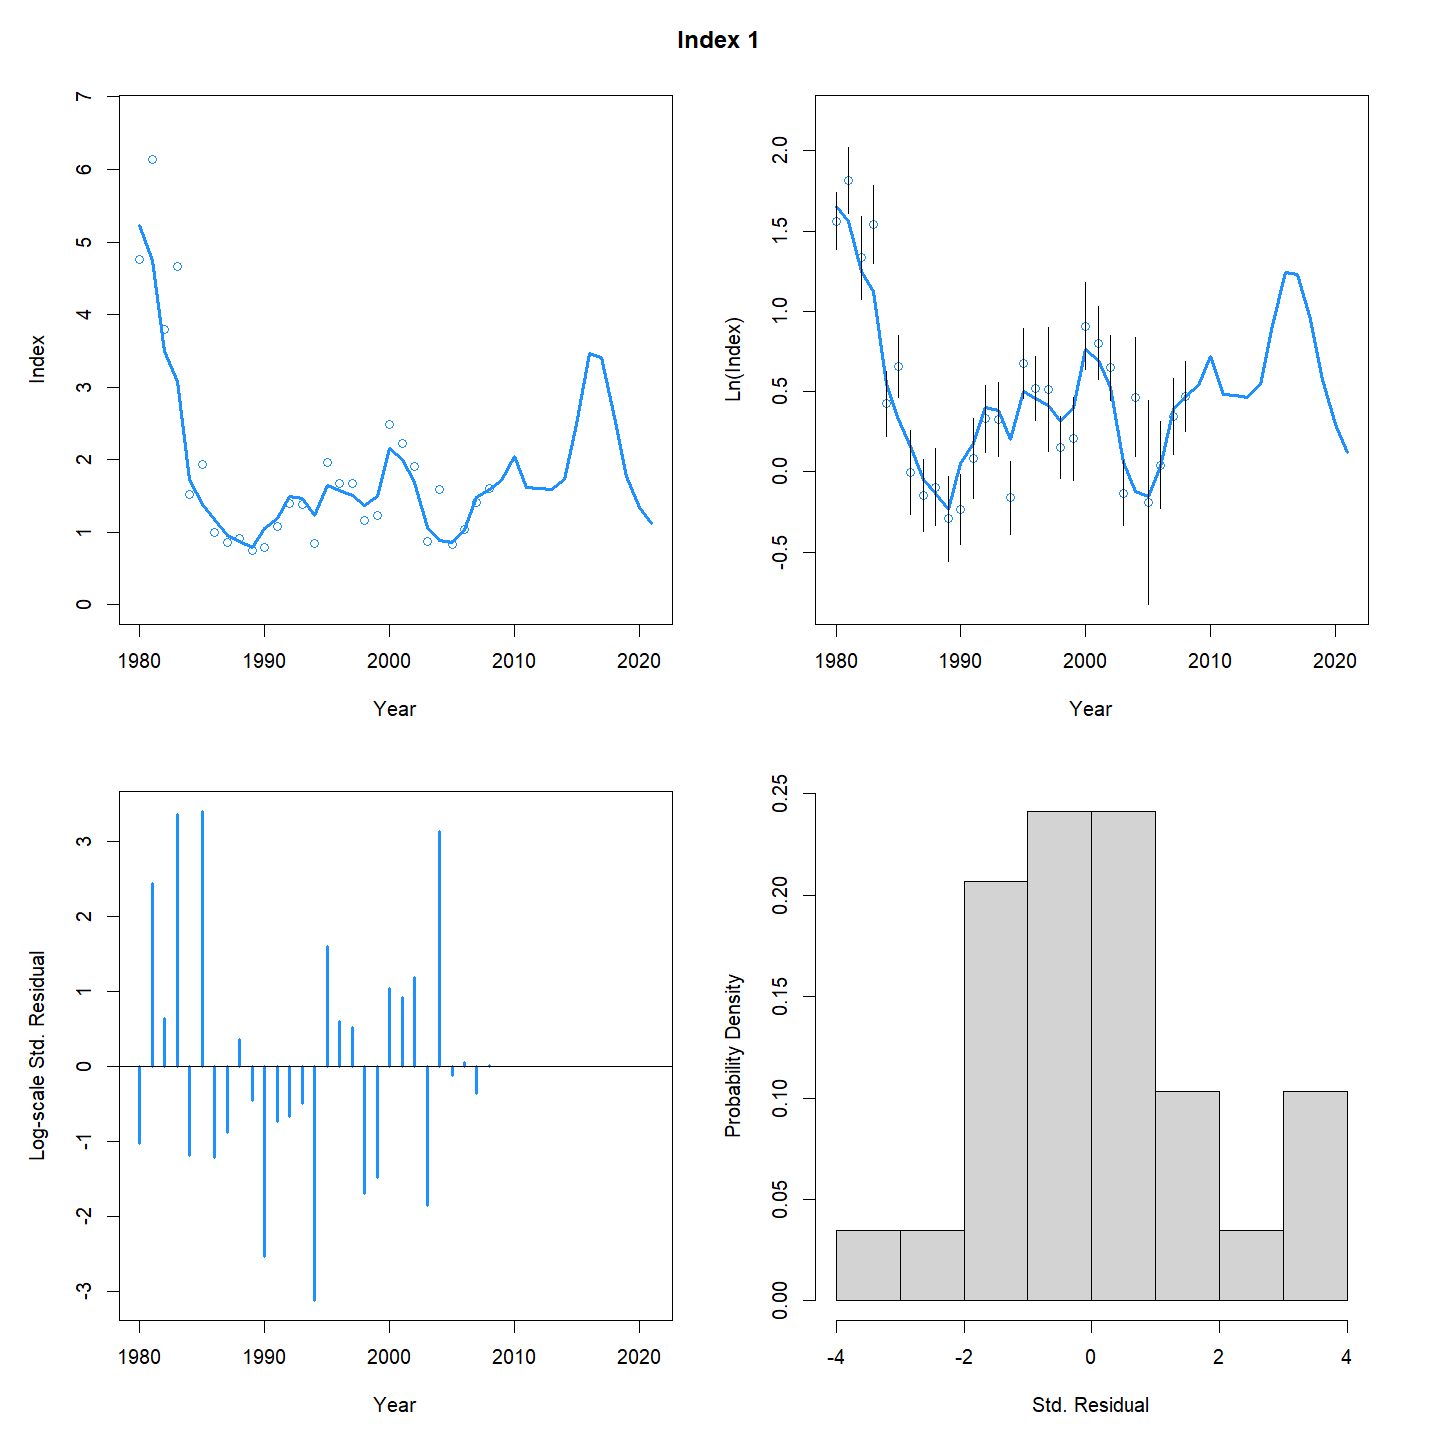 Index 1
Index
7
6
5
4
3
2
1
0
1980 1990 2000 2010 2020
Year
Ln(Index)
2.0
1.5
1.0
0.5
0.0
-0.5
1980 1990 2000 2010 2020
Year
Log-scale Std. Residual
3
2
1
0
-1
-2
-3
1980 1990 2000 2010 2020
Year
Probability Density
0.25
0.20
0.15
0.10
0.05
0.00
-4 -2 0 2 4
Std. Residual